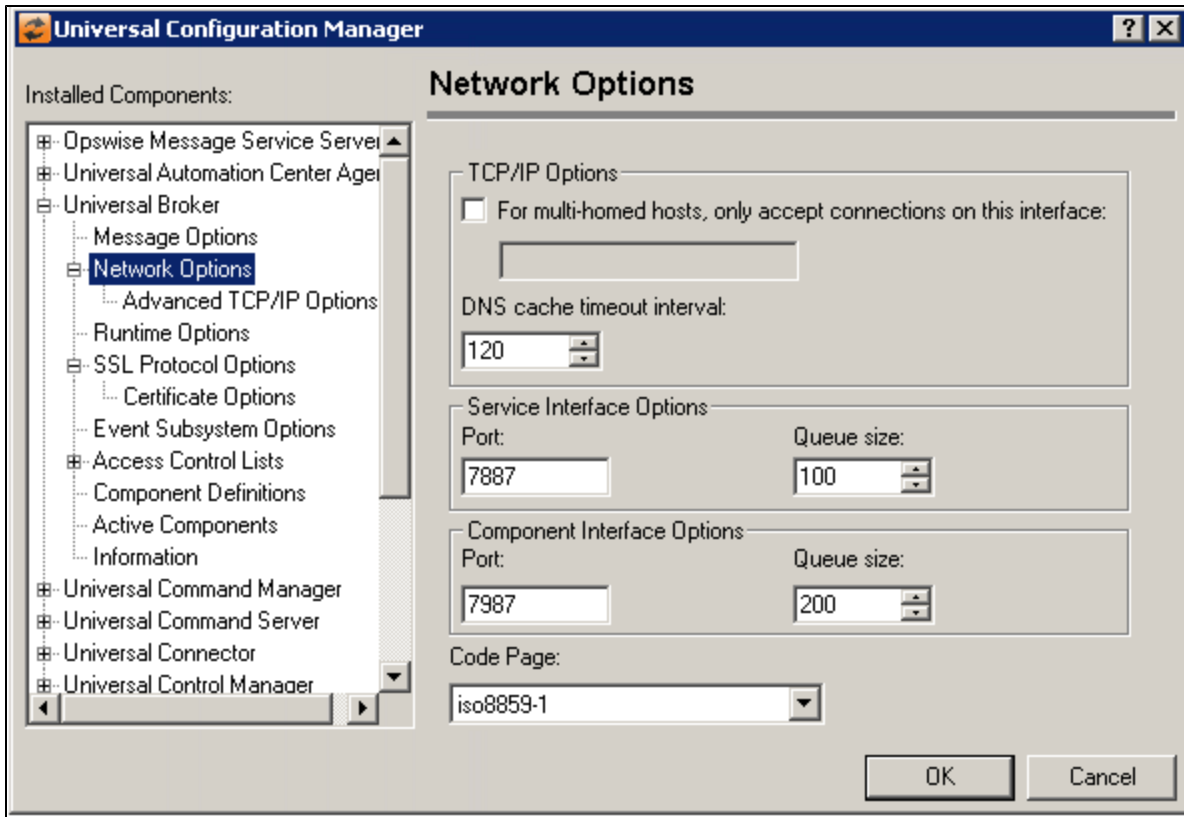 Universal Configuration Manager
Installed Components:
Opswise Message Service Server
Universal Automation Center Ager
Universal Broker
Message Options
Network Options
Advanced TCP/IP Options
Runtime Options
SSL Protocol Options
Certificate Options
Event Subsystem Options
Access Control Lists
Component Definitions
Active Components
Information
Universal Command Manager
Universal Command Server
Universal Connector
Universal Control Manager
Network Options
TCP/IP Options
For multi-homed hosts, only accept connections on this interface:
DNS cache timeout interval:
120
Service Interface Options
Port: Queue size:
7887 100
Component Interface Options
Port: Queue size:
7987 200
Code Page:
iso8859-1
OK Cancel